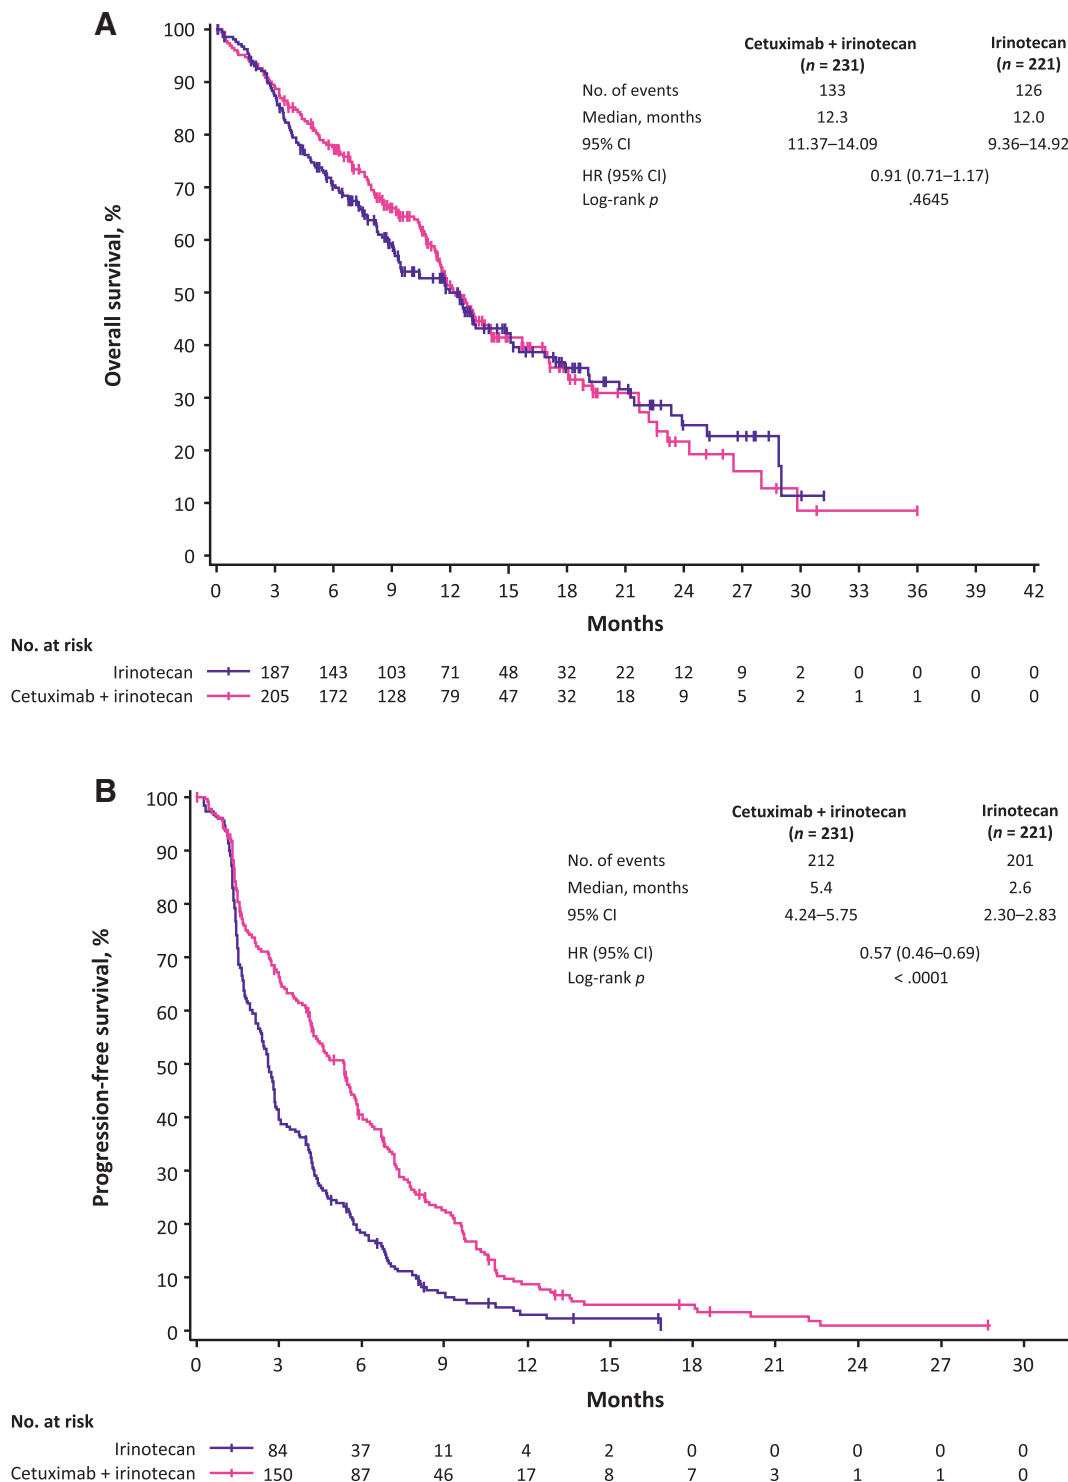 A
Cetuximab + irinotecan Irinotecan
(n = 231) (n = 221)
No. of events 133 126
Median, months 12.3 12.0
95% CI 11.37–14.09 9.36–14.92
HR (95% CI) 0.91 (0.71–1.17)
Log-rank p .4645
Overall survival, %
100
90
80
70
60
50
40
30
20
10
0
0 3 6 9 12 15 18 21 24 27 30 33 36 39 42
Months
No. at risk
Irinotecan 187 143 103 71 48 32 22 12 9 2 0 0 0 0
Cetuximab + irinotecan 205 172 128 79 47 32 18 9 5 2 1 1 0 0
B
Cetuximab + irinotecan Irinotecan
(n = 231) (n = 221)
No. of events 212 201
Median, months 5.4 2.6
95% CI 4.24–5.75 2.30–2.83
HR (95% CI) 0.57 (0.46–0.69)
Log-rank p < .0001
Progression-free survival, %
100
90
80
70
60
50
40
30
20
10
0
0 3 6 9 12 15 18 21 24 27 30
Months
No. at risk
Irinotecan 84 37 11 4 2 0 0 0 0 0
Cetuximab + irinotecan 150 87 46 17 8 7 3 1 1 0